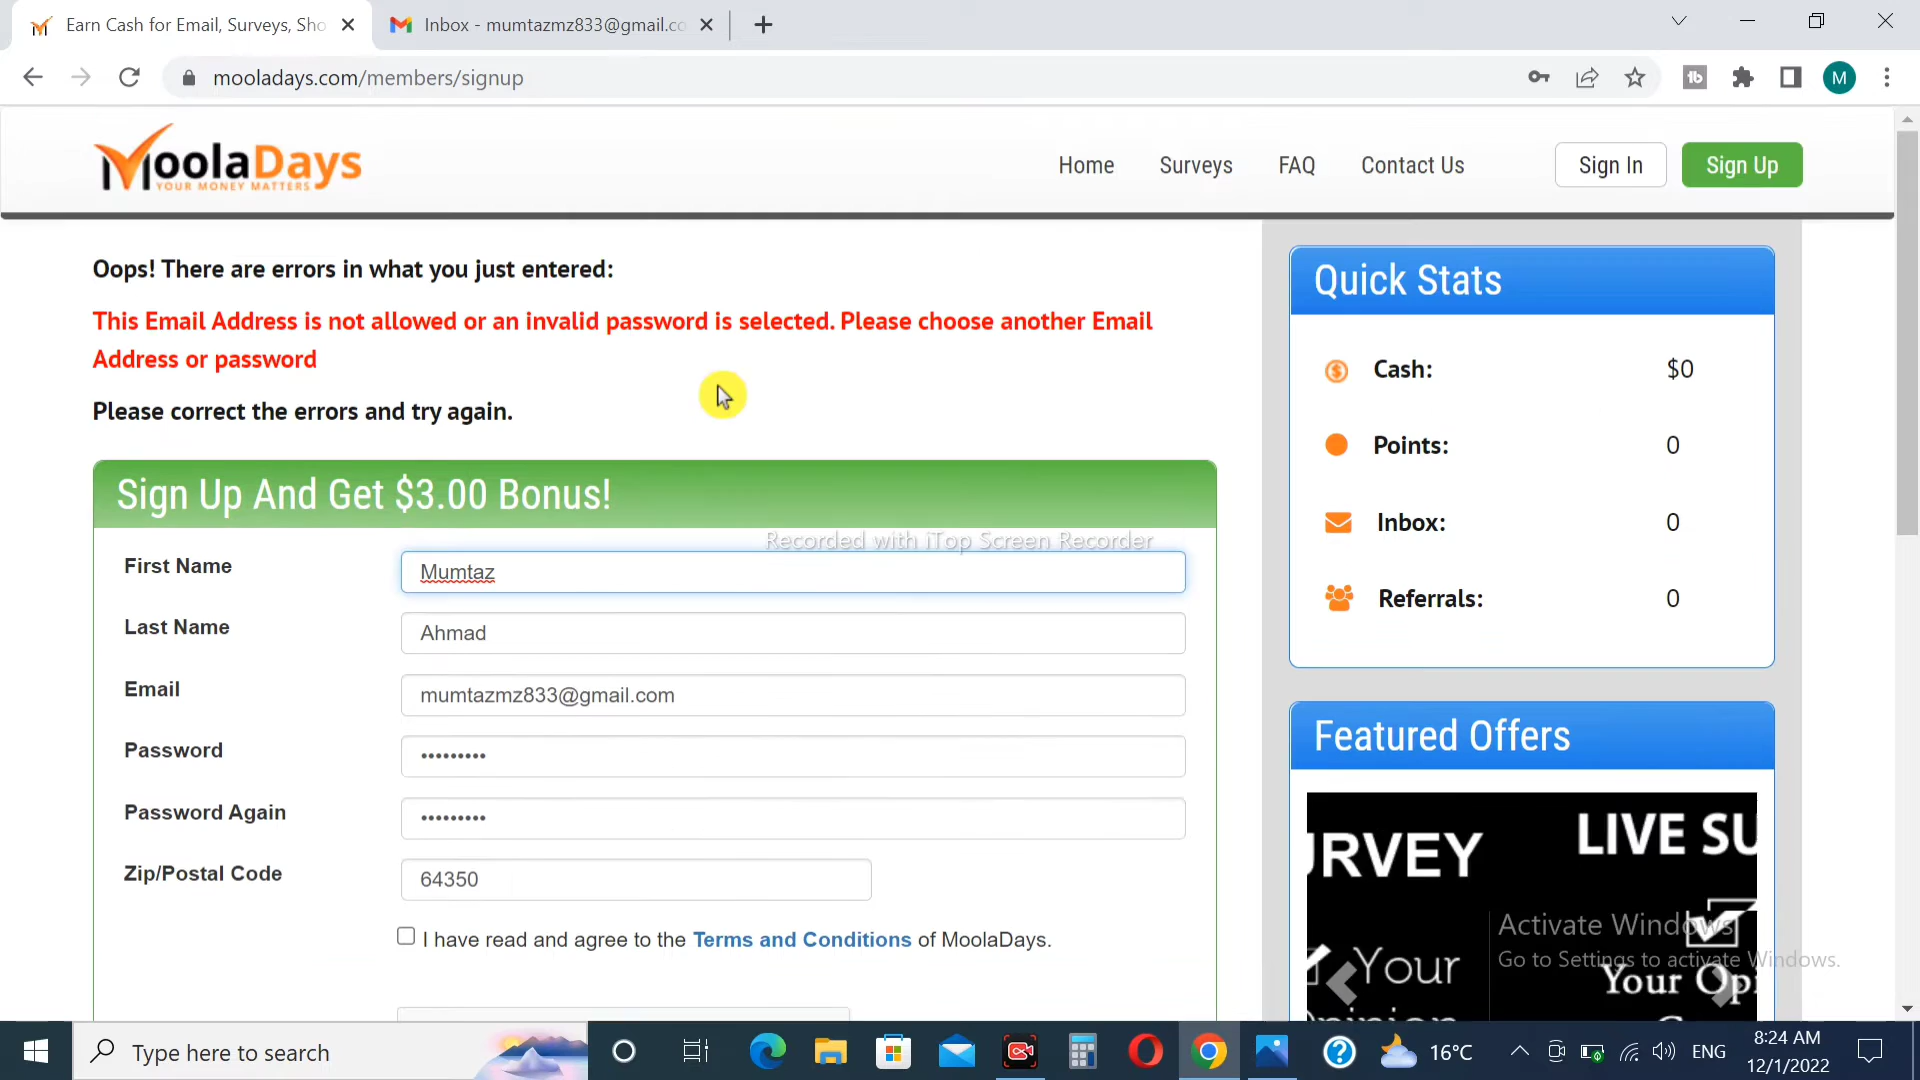 Earn Cash for Email, Surveys, Sho
Inbox - mumtazmz833@gmail.co
mooladays.com/members/signup
M
MoolaDays
YOUR MONEY MATTERS
Home
Surveys
FAQ
Contact Us
Sign In
Sign Up
Oops! There are errors in what you just entered:
This Email Address is not allowed or an invalid password is selected. Please choose another Email
Address or password
Please correct the errors and try again.
Sign Up And Get $3.00 Bonus!
Recorded with iTop Screen Recorder
First Name
Mumtaz
Last Name
Ahmad
Email
mumtazmz833@gmail.com
Password
•••••••••
Password Again
•••••••••
Zip/Postal Code
64350
I have read and agree to the Terms and Conditions of MoolaDays.
Quick Stats
Cash: $0
Points: 0
Inbox: 0
Referrals: 0
Featured Offers
URVEY
LIVE SU
Your
Your Opi
Opinion
Activate Windows
Go to Settings to activate Windows.
Type here to search
16°C
ENG
8:24 AM
12/1/2022